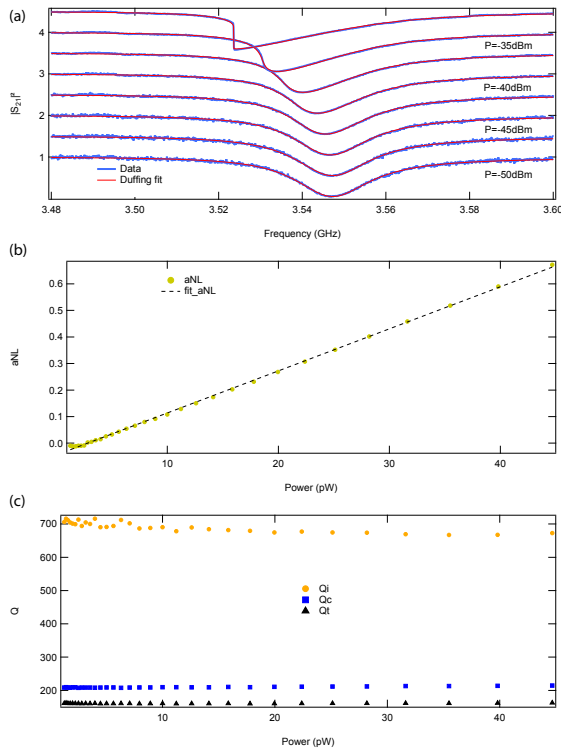 (a)
4
3
2
1
|S21|²
P=-35dBm
P=-40dBm
P=-45dBm
P=-50dBm
Data
Duffing fit
3.48
3.50
3.52
3.54
3.56
3.58
3.60
Frequency (GHz)
(b)
aNL
fit_aNL
0.6
0.5
0.4
0.3
0.2
0.1
0.0
aNL
10
20
30
40
Power (pW)
(c)
700
600
500
400
300
200
Q
Qi
Qc
Qt
10
20
30
40
Power (pW)